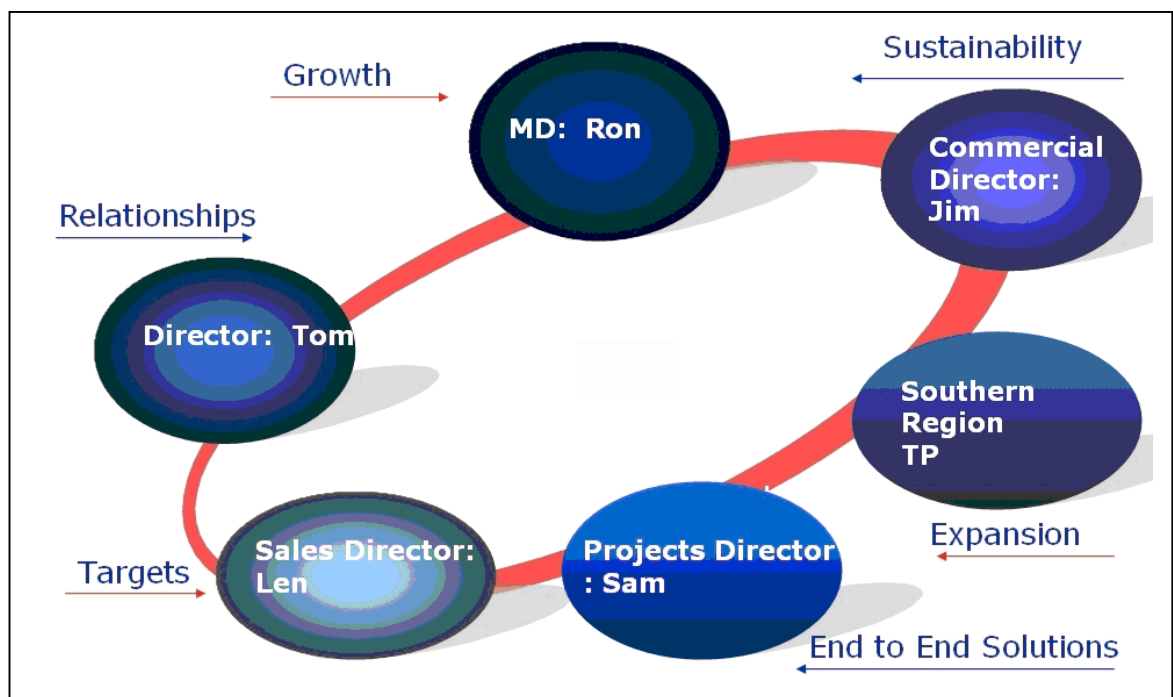 Growth
MD:  Ron
Sustainability
Commercial
Director:
Jim
Relationships
Director:  Tom
Southern
Region
TP
Expansion
Targets
Sales Director:
Len
Projects Director
: Sam
End to End Solutions